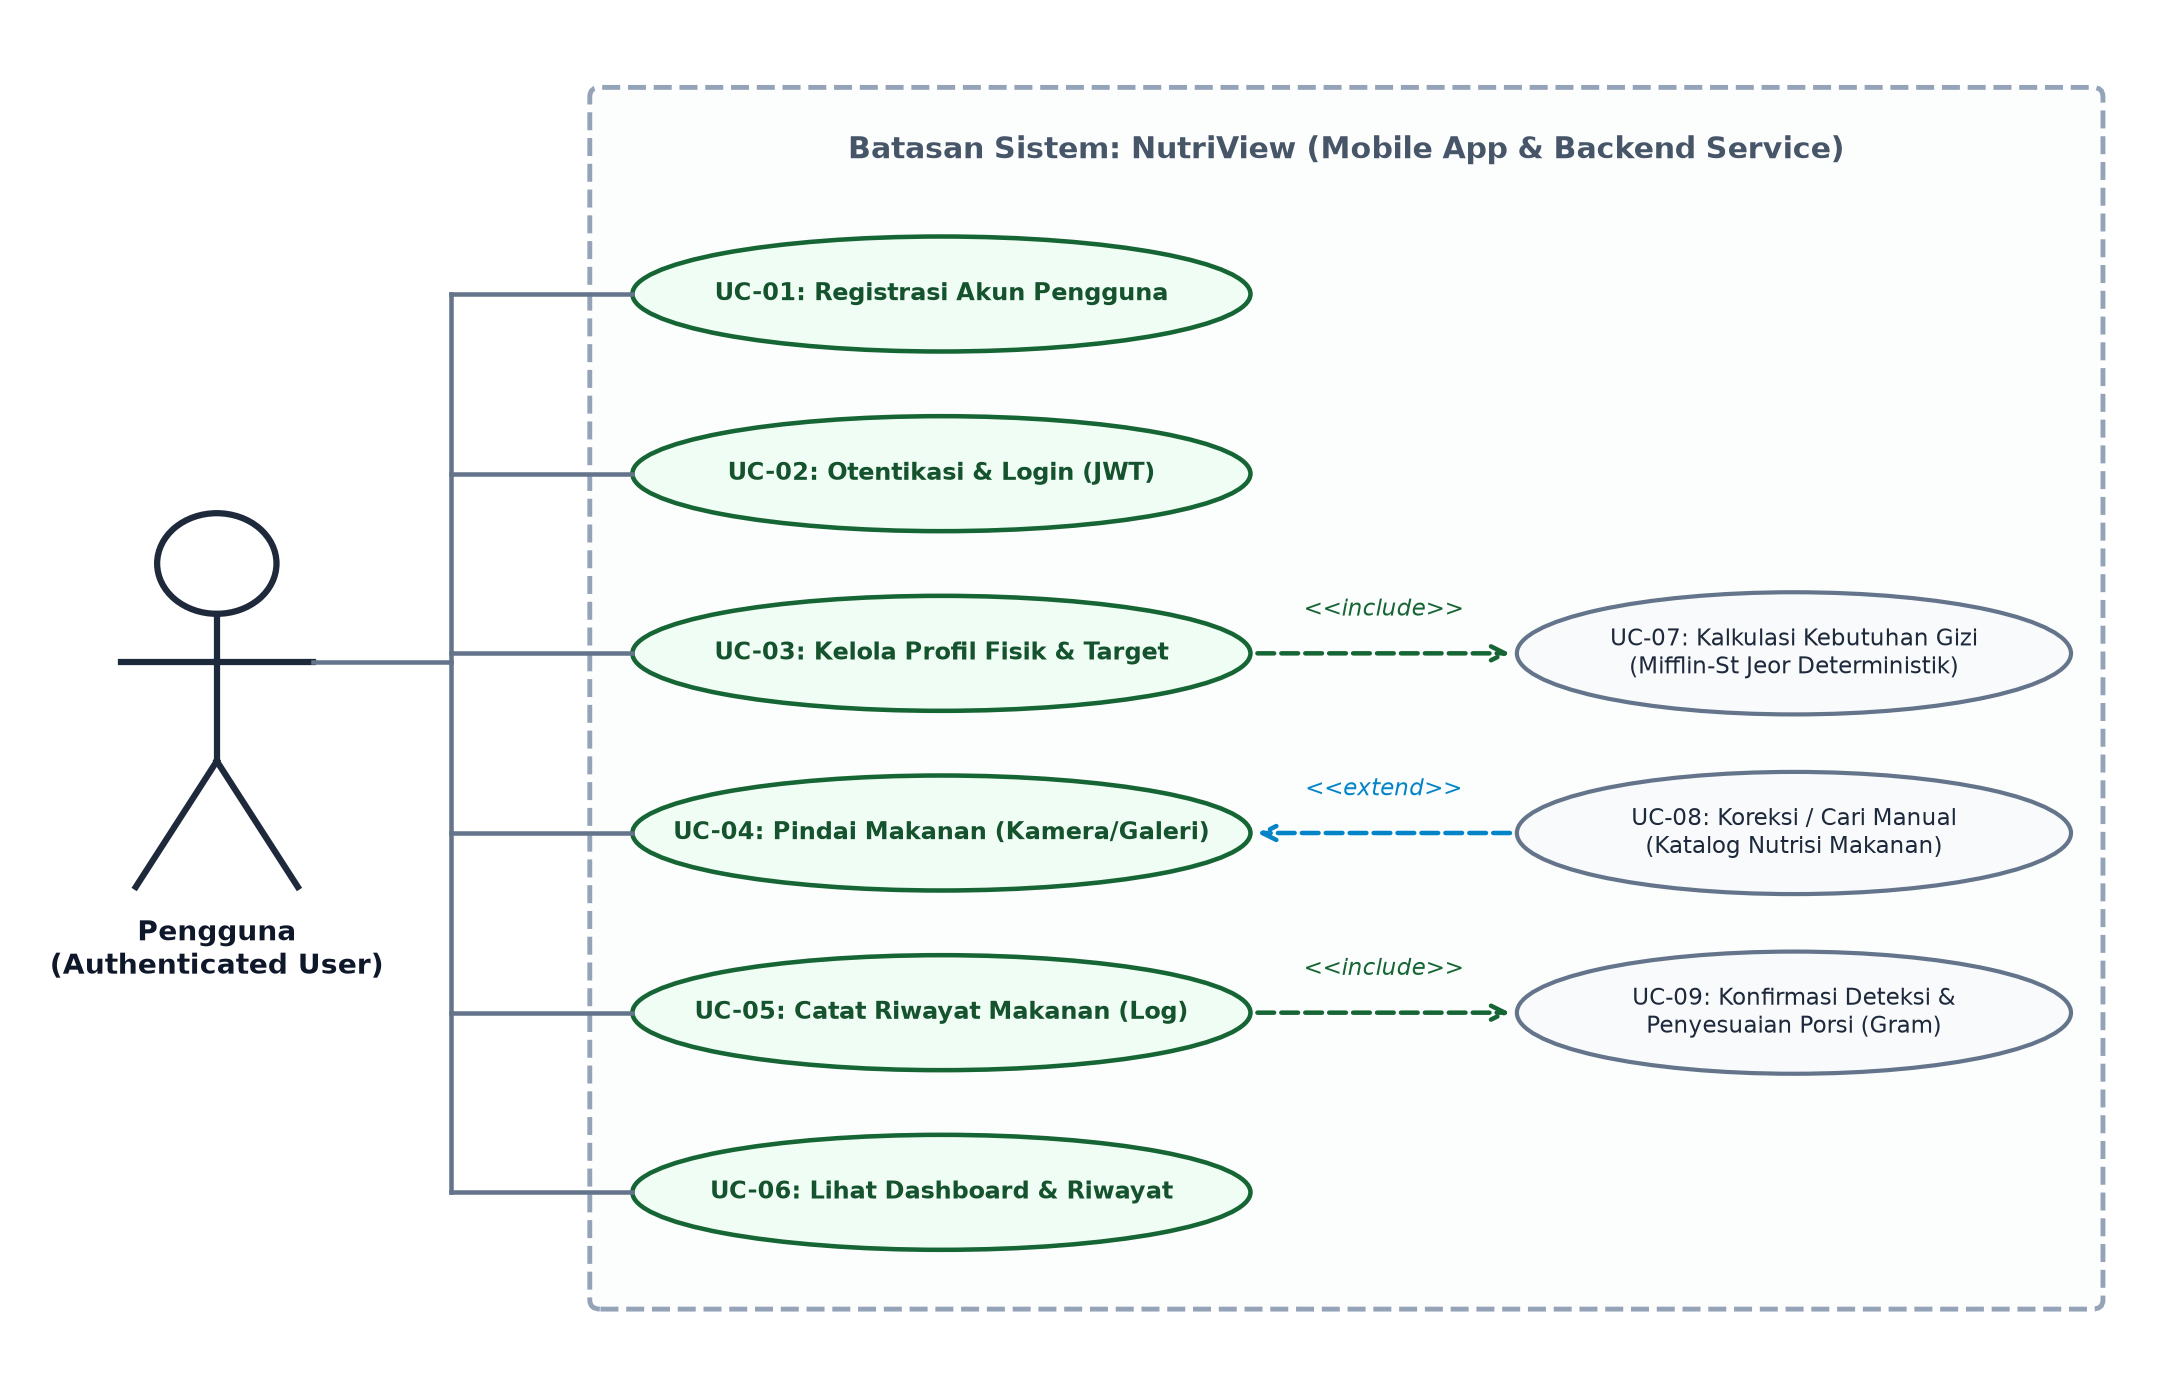 Batasan Sistem: NutriView (Mobile App & Backend Service)
UC-01: Registrasi Akun Pengguna
UC-02: Otentikasi & Login (JWT)
UC-03: Kelola Profil Fisik & Target
<<include>>
UC-07: Kalkulasi Kebutuhan Gizi
(Mifflin-St Jeor Deterministik)
UC-04: Pindai Makanan (Kamera/Galeri)
<<extend>>
UC-08: Koreksi / Cari Manual
(Katalog Nutrisi Makanan)
Pengguna
(Authenticated User)
UC-05: Catat Riwayat Makanan (Log)
<<include>>
UC-09: Konfirmasi Deteksi &
Penyesuaian Porsi (Gram)
UC-06: Lihat Dashboard & Riwayat